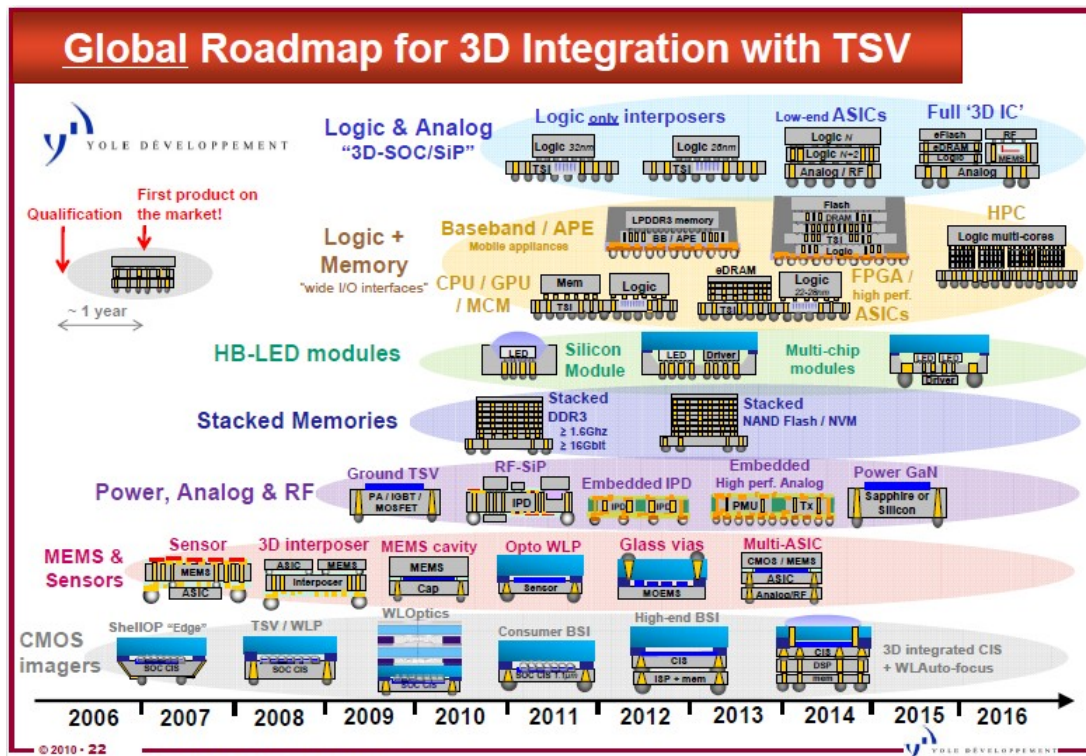 Global Roadmap for 3D Integration with TSV
YOLE DÉVELOPPEMENT
Qualification
First product on
the market!
~ 1 year
Logic & Analog
"3D-SOC/SiP"
Logic only interposers
Logic 32nm
TSI
Logic 28nm
TSI
Low-end ASICs
Logic N
Logic N+2
Analog / RF
Full '3D IC'
eFlash
eDRAM
Logic
RF
MEMS
Analog
Logic +
Memory
"wide I/O interfaces"
Baseband / APE
Mobile appliances
LPDDR3 memory
BB / APE
Flash
DRAM
TSI
Logic
HPC
Logic multi-cores
CPU / GPU
/ MCM
Mem
TSI
Logic
eDRAM
TSI
Logic
22-28nm
FPGA /
high perf.
ASICs
HB-LED modules
LED
Silicon
Module
LED
Driver
Multi-chip
modules
LED
LED
Driver
Stacked Memories
Stacked
DDR3
≥ 1.6Ghz
≥ 16Gbit
Stacked
NAND Flash / NVM
Power, Analog & RF
Ground TSV
PA / IGBT /
MOSFET
RF-SiP
IPD
Embedded IPD
IPD
IPD
Embedded
High perf. Analog
PMU
Tx
Power GaN
Sapphire or
Silicon
MEMS &
Sensors
Sensor
MEMS
ASIC
3D interposer
ASIC
MEMS
Interposer
MEMS cavity
MEMS
Cap
Opto WLP
Sensor
Glass vias
MOEMS
Multi-ASIC
CMOS / MEMS
ASIC
Analog/RF
CMOS
imagers
ShellOP "Edge"
SOC CIS
TSV / WLP
SOC CIS
WLOptics
SOC CIS
Consumer BSI
SOC CIS 1.1µm
High-end BSI
CIS
ISP + mem
CIS
DSP
mem
3D integrated CIS
+ WLAuto-focus
2006 2007 2008 2009 2010 2011 2012 2013 2014 2015 2016
© 2010 • 22
YOLE DÉVELOPPEMENT